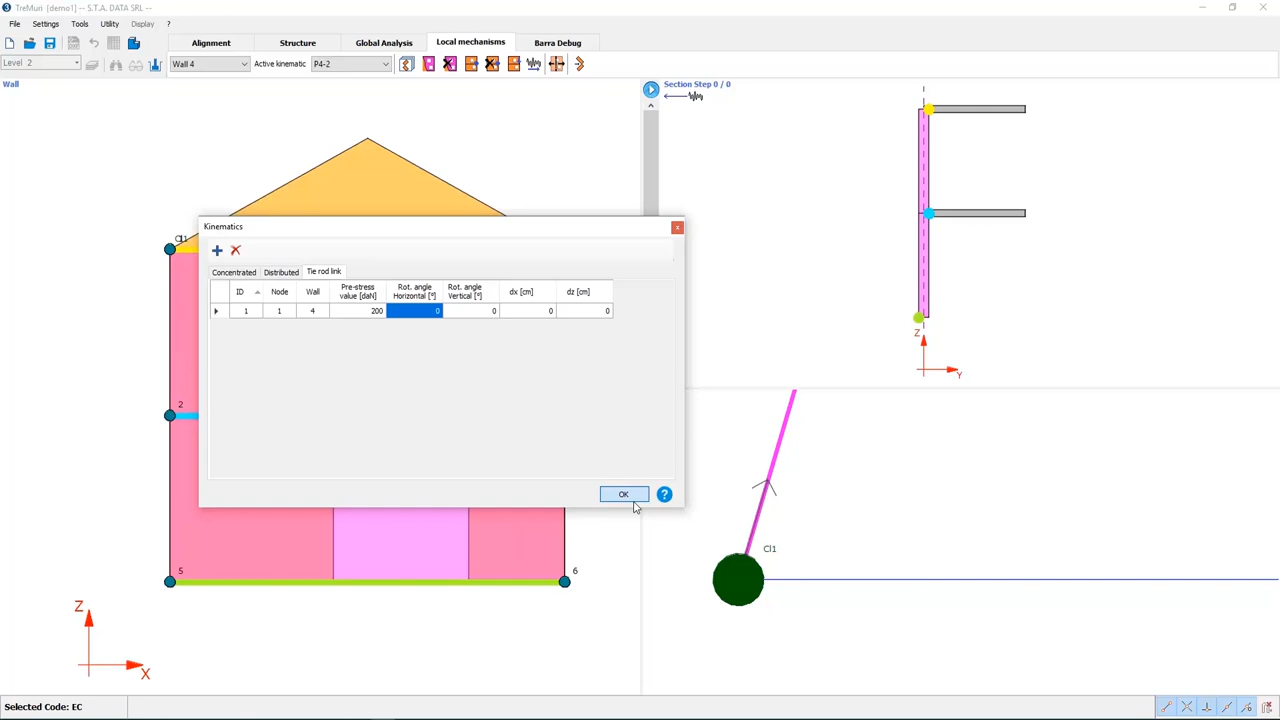 TreMuri [demo1] -- S.T.A. DATA SRL --
File Settings Tools Utility Display ?
Alignment Structure Global Analysis Local mechanisms Barra Debug
Level 2 Wall 4 Active kinematic P4-2
Wall
Section Step 0 / 0
Kinematics
Concentrated Distributed Tie rod link
ID Node Wall Pre-stress value [daN] Rot. angle Horizontal [°] Rot. angle Vertical [°] dx [cm] dz [cm]
1 1 4 200 0 0 0 0
OK
2
5
6
Z
X
Z
Y
Cl1
Selected Code: EC